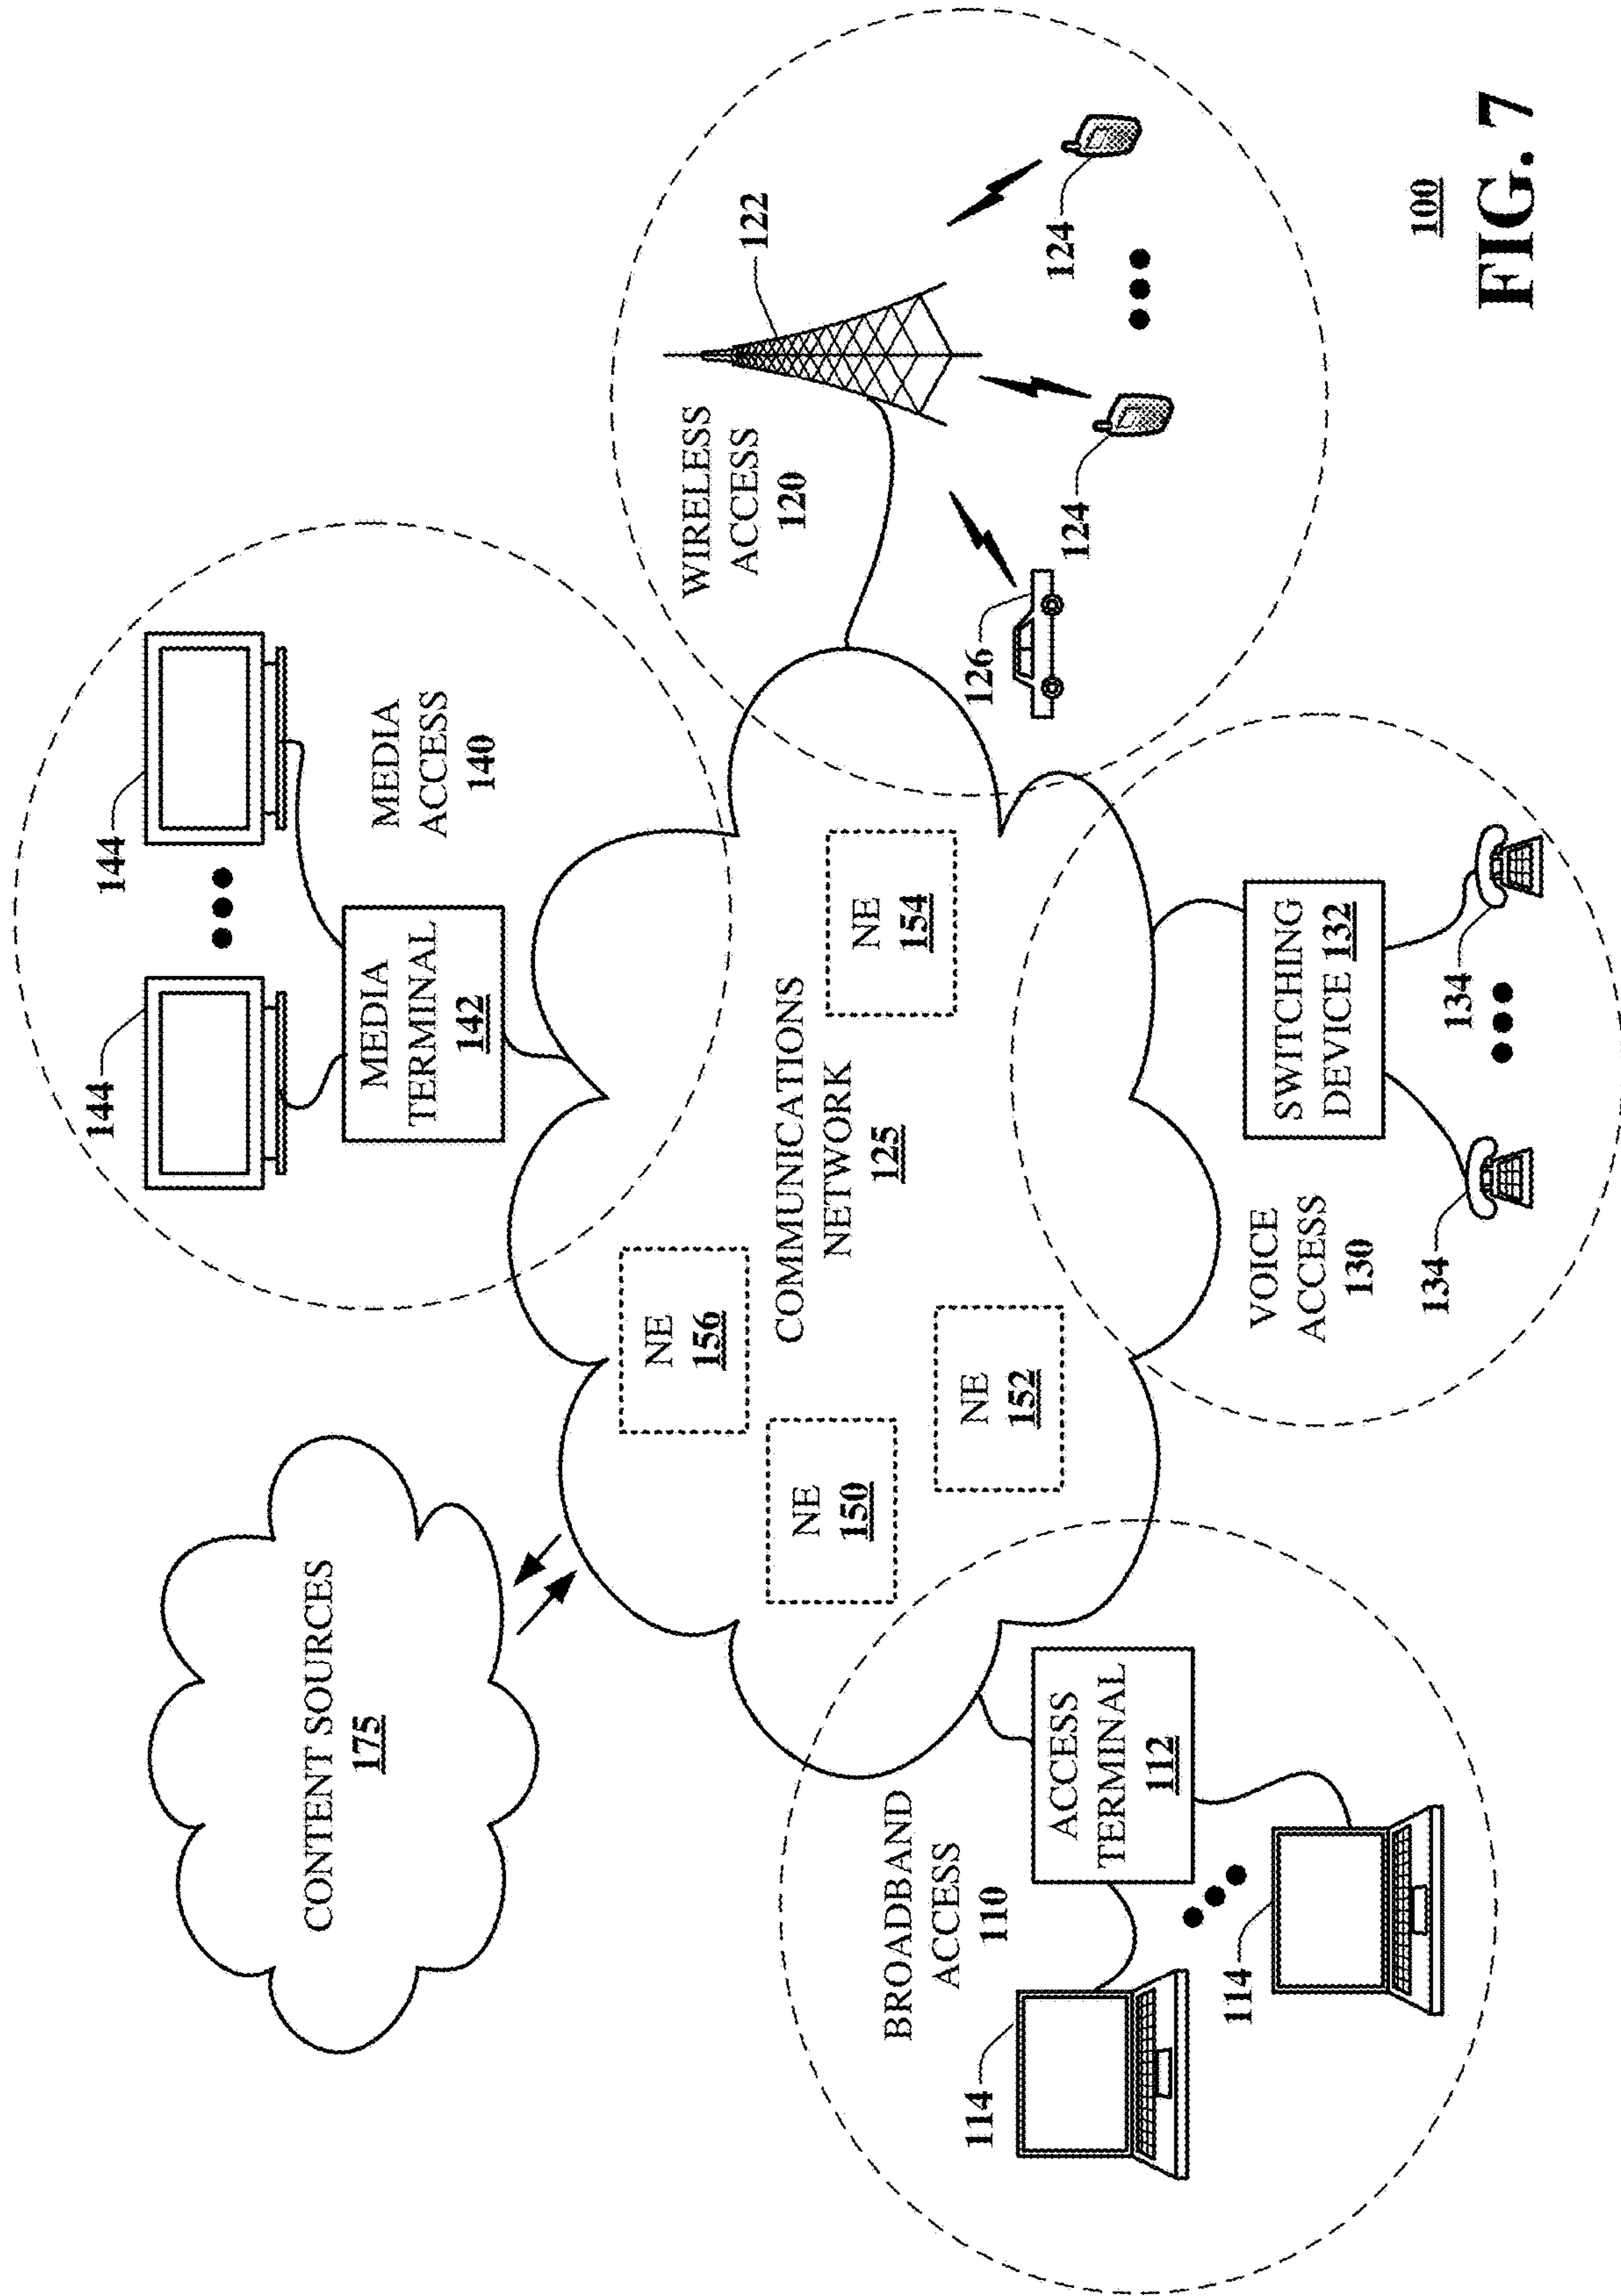 144
144
CONTENT SOURCES
175
MEDIA
TERMINAL
142
MEDIA
ACCESS
140
WIRELESS
ACCESS
120
122
NE
156
NE
150
COMMUNICATIONS
NETWORK
125
NE
154
NE
152
BROADBAND
ACCESS
110
126
124
124
114
ACCESS
TERMINAL
112
114
VOICE
ACCESS
130
SWITCHING
DEVICE 132
134
134
100
FIG. 7